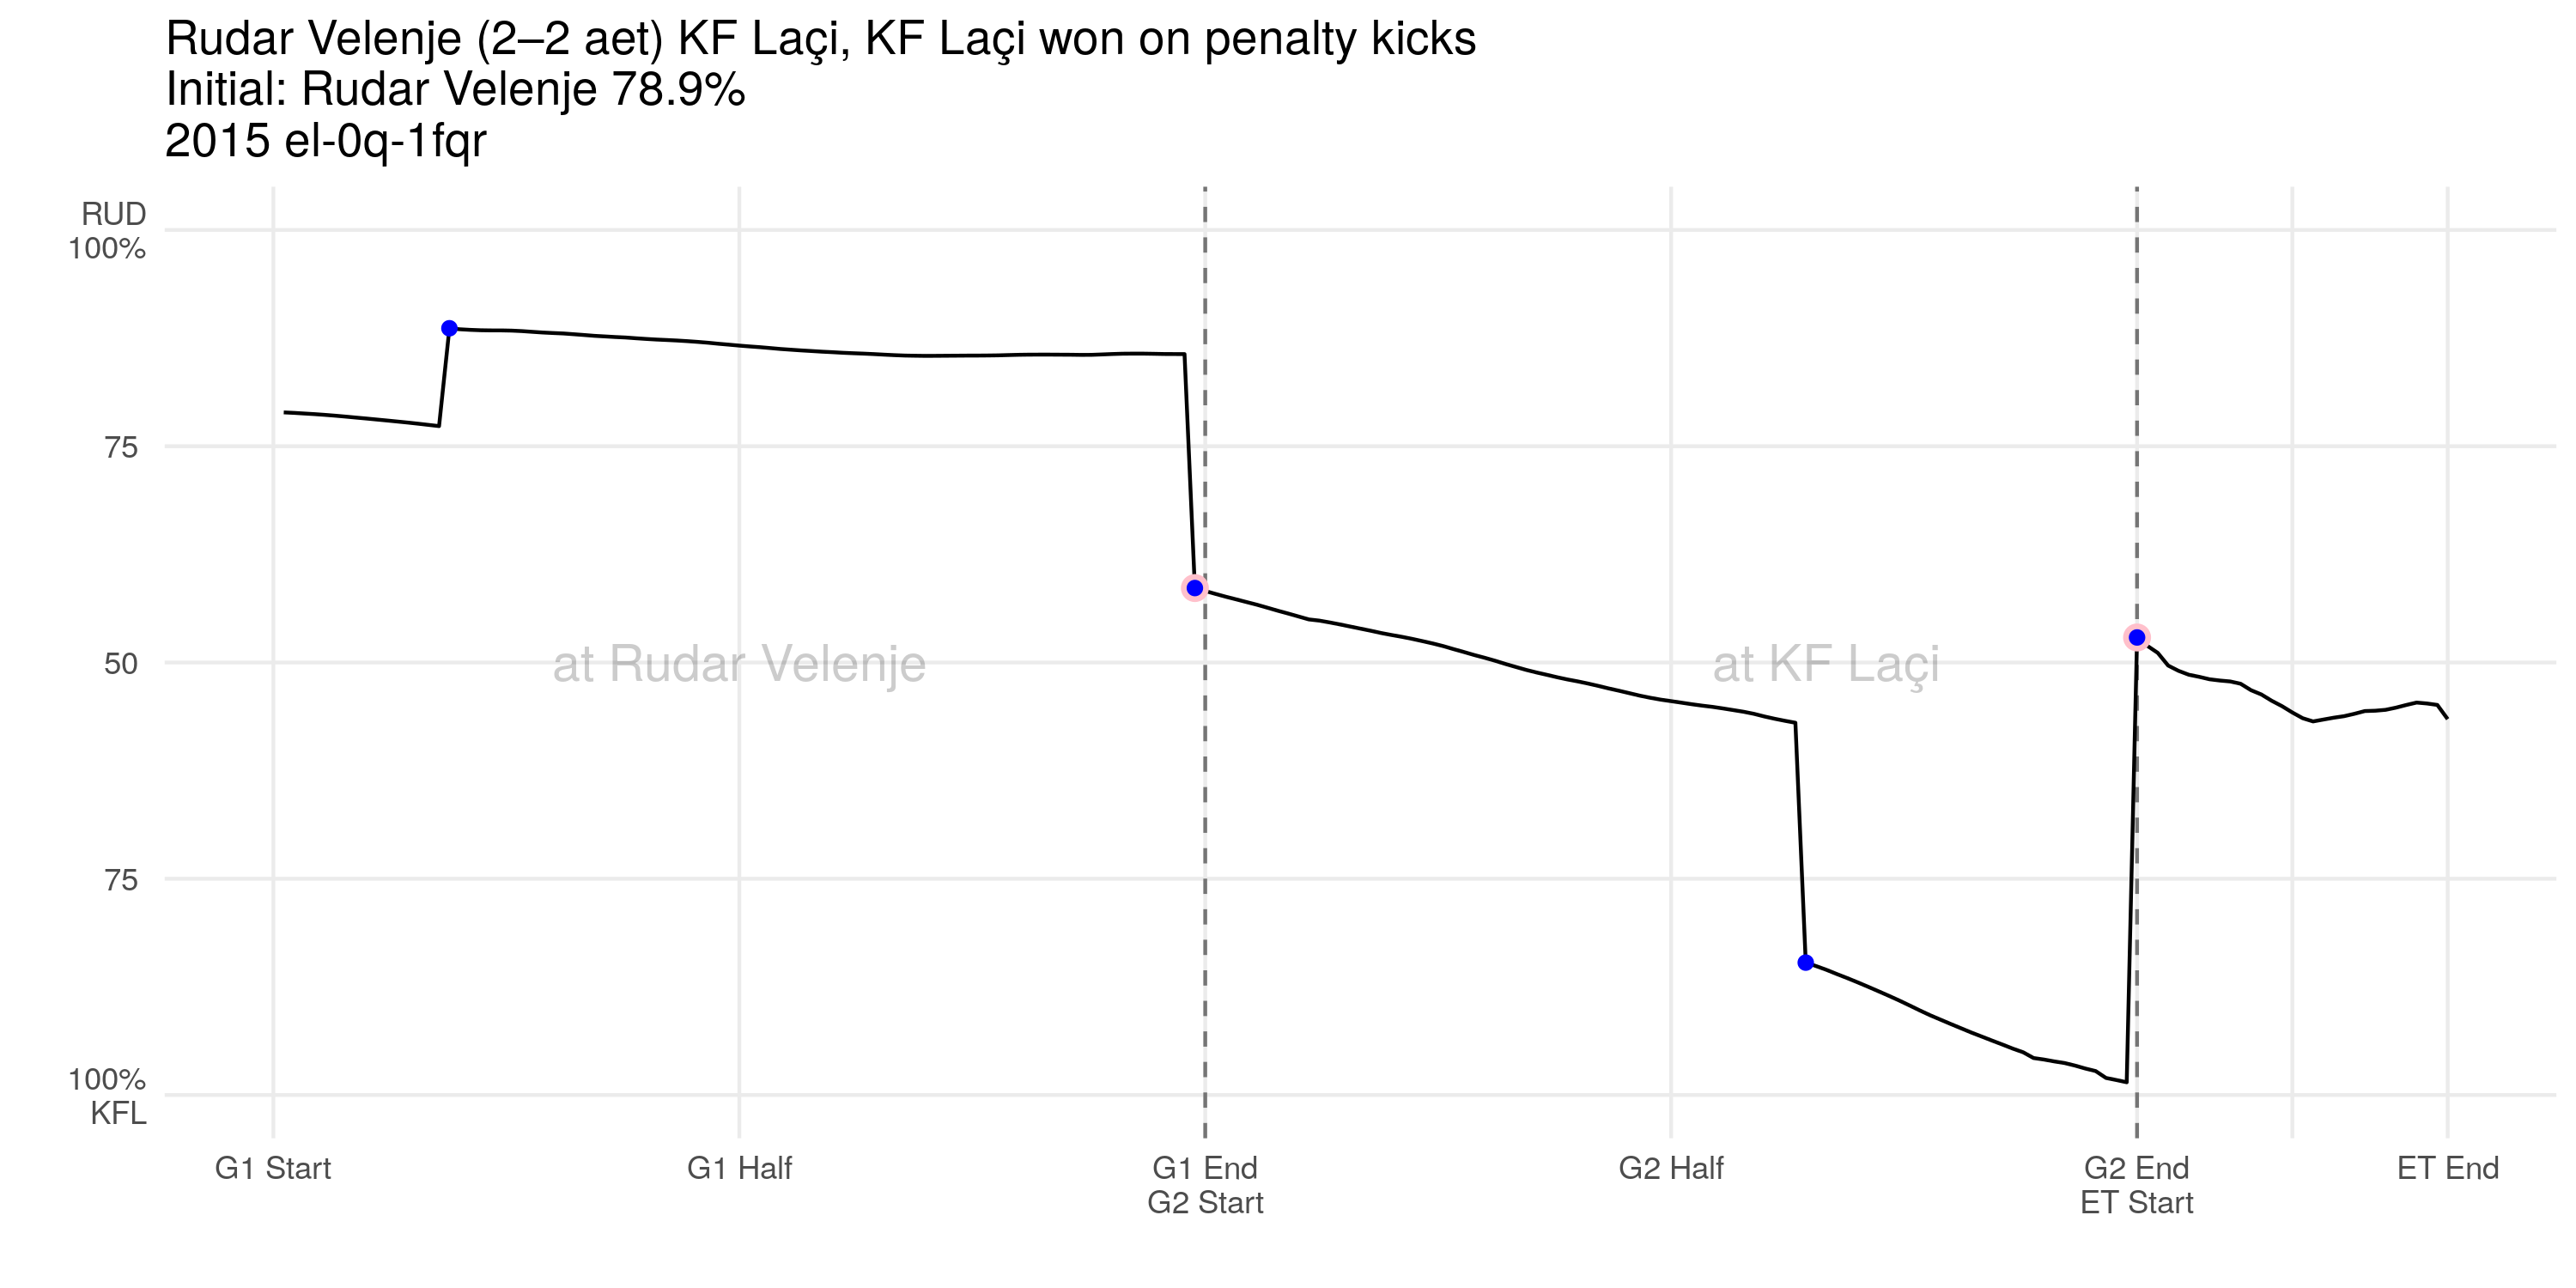 Rudar Velenje (2–2 aet) KF Laçi, KF Laçi won on penalty kicks
Initial: Rudar Velenje 78.9%
2015 el-0q-1fqr
RUD
100%
75
50
75
100%
KFL
at Rudar Velenje
at KF Laçi
G1 Start
G1 Half
G1 End
G2 Start
G2 Half
G2 End
ET Start
ET End